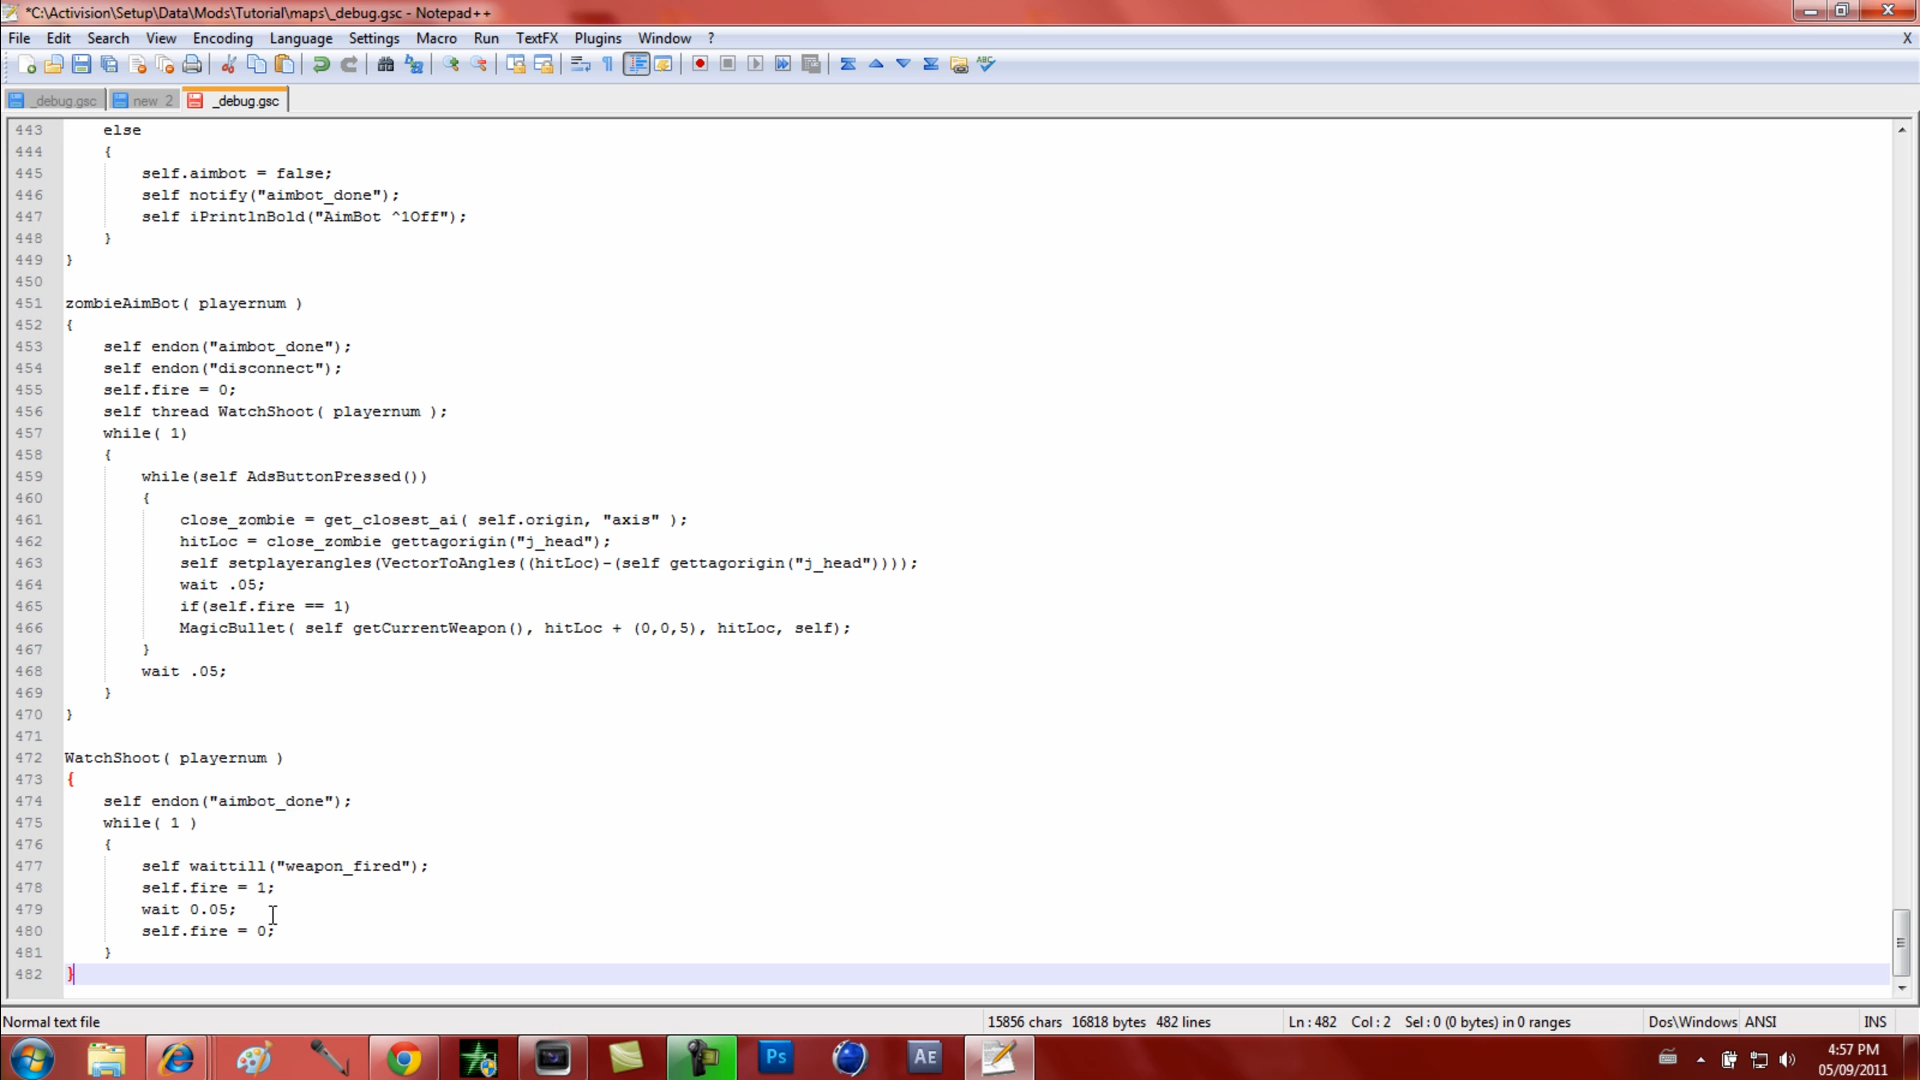 *C:\Activision\Setup\Data\Mods\Tutorial\maps\_debug.gsc - Notepad++
File Edit Search View Encoding Language Settings Macro Run TextFX Plugins Window ? X
_debug.gsc new 2 _debug.gsc
443 else
444 {
445 self.aimbot = false;
446 self notify("aimbot_done");
447 self iPrintlnBold("AimBot ^1Off");
448 }
449 }
450
451 zombieAimBot( playernum )
452 {
453 self endon("aimbot_done");
454 self endon("disconnect");
455 self.fire = 0;
456 self thread WatchShoot( playernum );
457 while( 1)
458 {
459 while(self AdsButtonPressed())
460 {
461 close_zombie = get_closest_ai( self.origin, "axis" );
462 hitLoc = close_zombie gettagorigin("j_head");
463 self setplayerangles(VectorToAngles((hitLoc)-(self gettagorigin("j_head"))));
464 wait .05;
465 if(self.fire == 1)
466 MagicBullet( self getCurrentWeapon(), hitLoc + (0,0,5), hitLoc, self);
467 }
468 wait .05;
469 }
470 }
471
472 WatchShoot( playernum )
473 {
474 self endon("aimbot_done");
475 while( 1 )
476 {
477 self waittill("weapon_fired");
478 self.fire = 1;
479 wait 0.05;
480 self.fire = 0;
481 }
482 }
Normal text file 15856 chars 16818 bytes 482 lines Ln : 482 Col : 2 Sel : 0 (0 bytes) in 0 ranges Dos\Windows ANSI INS
Ps AE 4:57 PM
05/09/2011